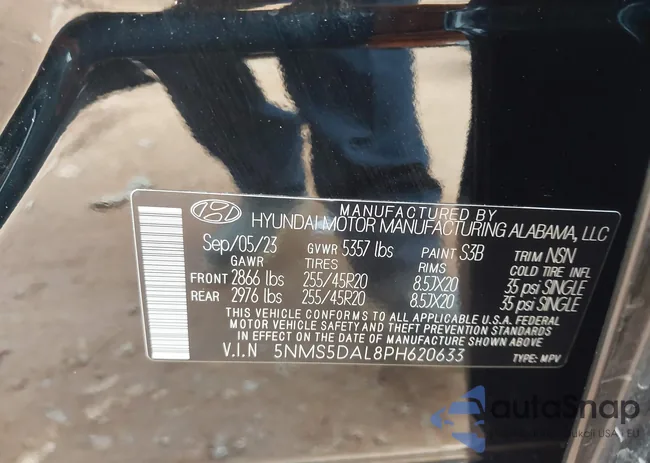 MANUFACTURED BY
HYUNDAI MOTOR MANUFACTURING ALABAMA, LLC
Sep/05/23 GVWR 5357 lbs PAINT S3B TRIM NSN
GAWR TIRES RIMS COLD TIRE INFL
FRONT 2866 lbs 255/45R20 8.5JX20 35 psi SINGLE
REAR 2976 lbs 255/45R20 8.5JX20 35 psi SINGLE
THIS VEHICLE CONFORMS TO ALL APPLICABLE U.S.A. FEDERAL
MOTOR VEHICLE SAFETY AND THEFT PREVENTION STANDARDS
IN EFFECT ON THE DATE OF MANUFACTURE SHOWN ABOVE.
V.I.N 5NMS5DAL8PH620633 TYPE: MPV
autoSnap
USA EU